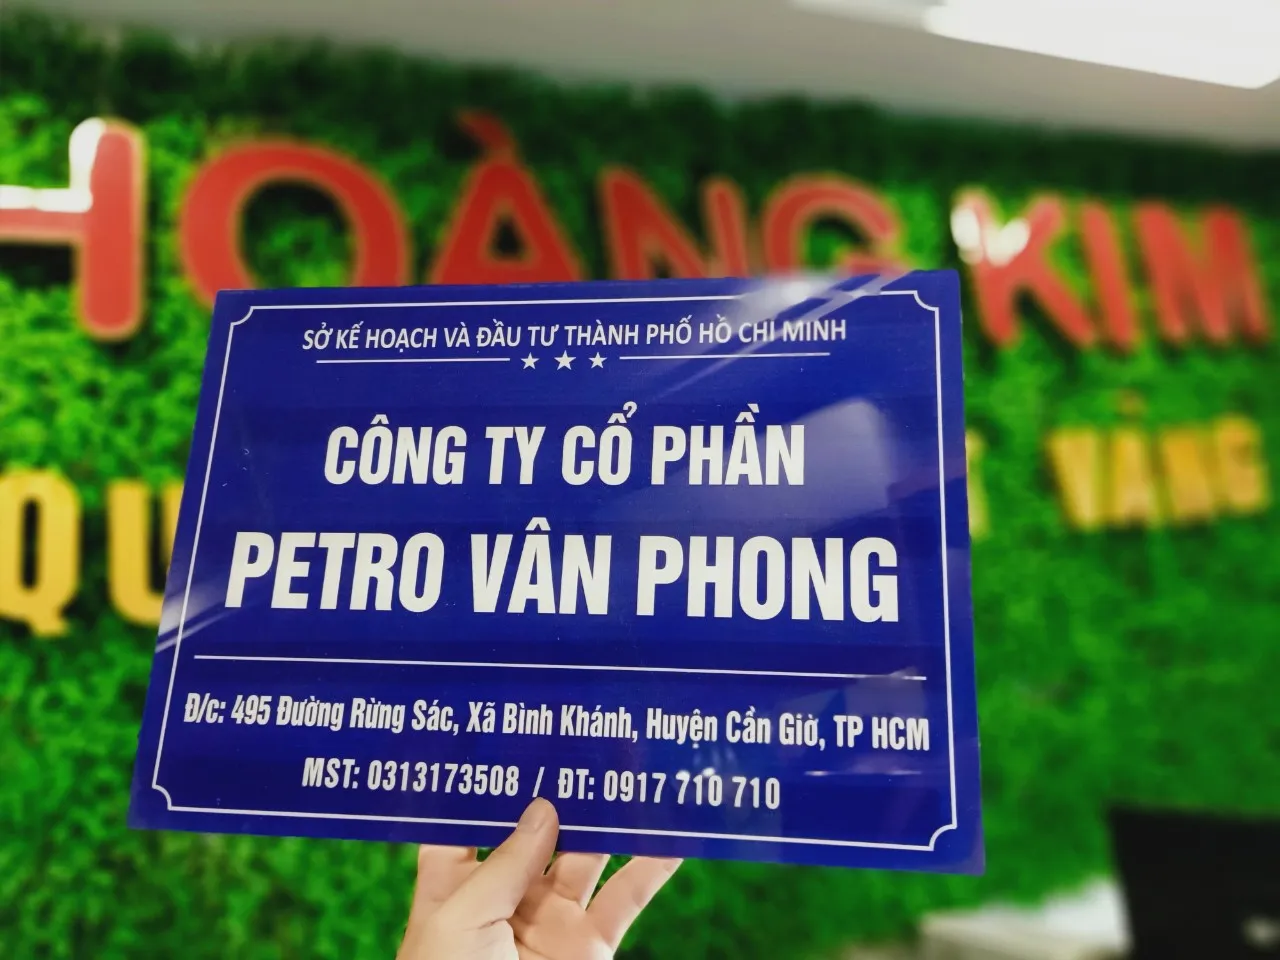 HOÀNG KIM
QU VÀNG
SỞ KẾ HOẠCH VÀ ĐẦU TƯ THÀNH PHỐ HỒ CHÍ MINH
CÔNG TY CỔ PHẦN
PETRO VÂN PHONG
Đ/c: 495 Đường Rừng Sác, Xã Bình Khánh, Huyện Cần Giờ, TP HCM
MST: 0313173508 / ĐT: 0917 710 710